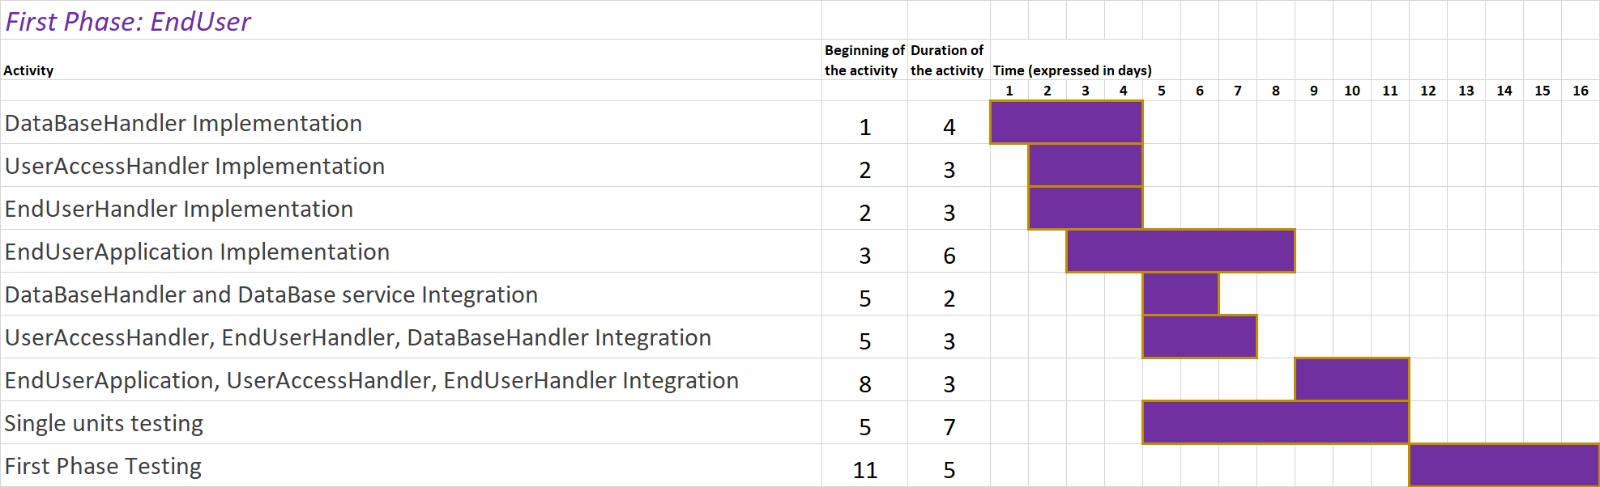 First Phase: EndUser
Activity Beginning of the activity Duration of the activity Time (expressed in days)
1 2 3 4 5 6 7 8 9 10 11 12 13 14 15 16
DataBaseHandler Implementation 1 4
UserAccessHandler Implementation 2 3
EndUserHandler Implementation 2 3
EndUserApplication Implementation 3 6
DataBaseHandler and DataBase service Integration 5 2
UserAccessHandler, EndUserHandler, DataBaseHandler Integration 5 3
EndUserApplication, UserAccessHandler, EndUserHandler Integration 8 3
Single units testing 5 7
First Phase Testing 11 5